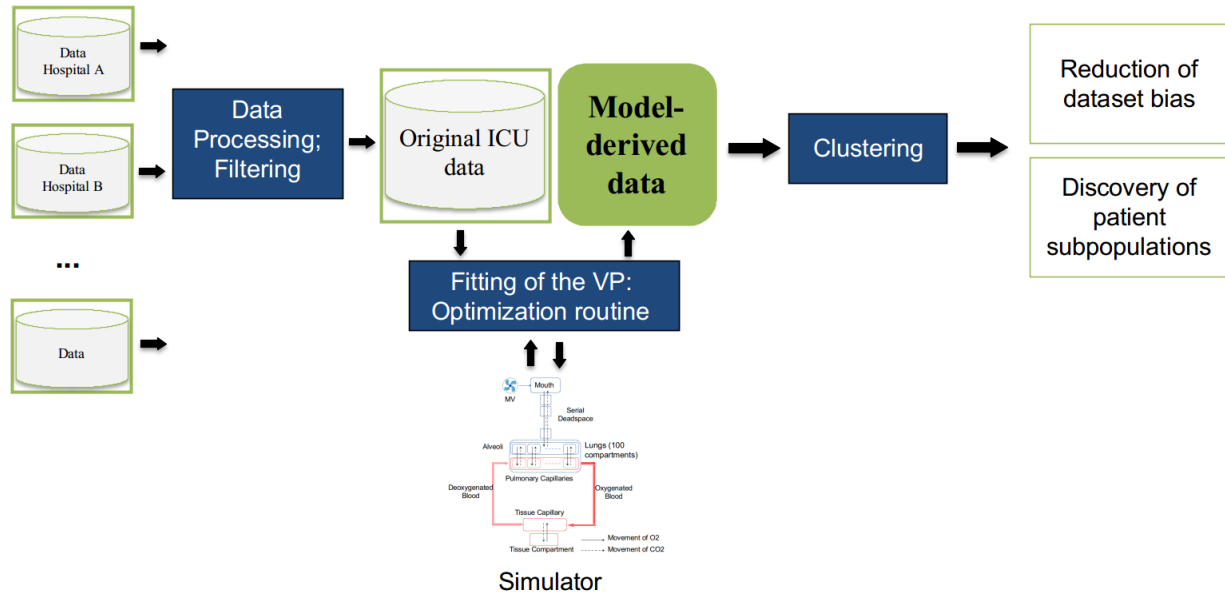 Data
Hospital A
Data
Hospital B
...
Data
Data
Processing;
Filtering
Original ICU
data
Model-
derived
data
Clustering
Reduction of
dataset bias
Discovery of
patient
subpopulations
Fitting of the VP:
Optimization routine
MV
Mouth
Serial
Deadspace
Alveoli
Lungs (100
compartments)
Pulmonary Capillaries
Deoxygenated
Blood
Oxygenated
Blood
Tissue Capillary
Tissue Compartment
Movement of O2
Movement of CO2
Simulator